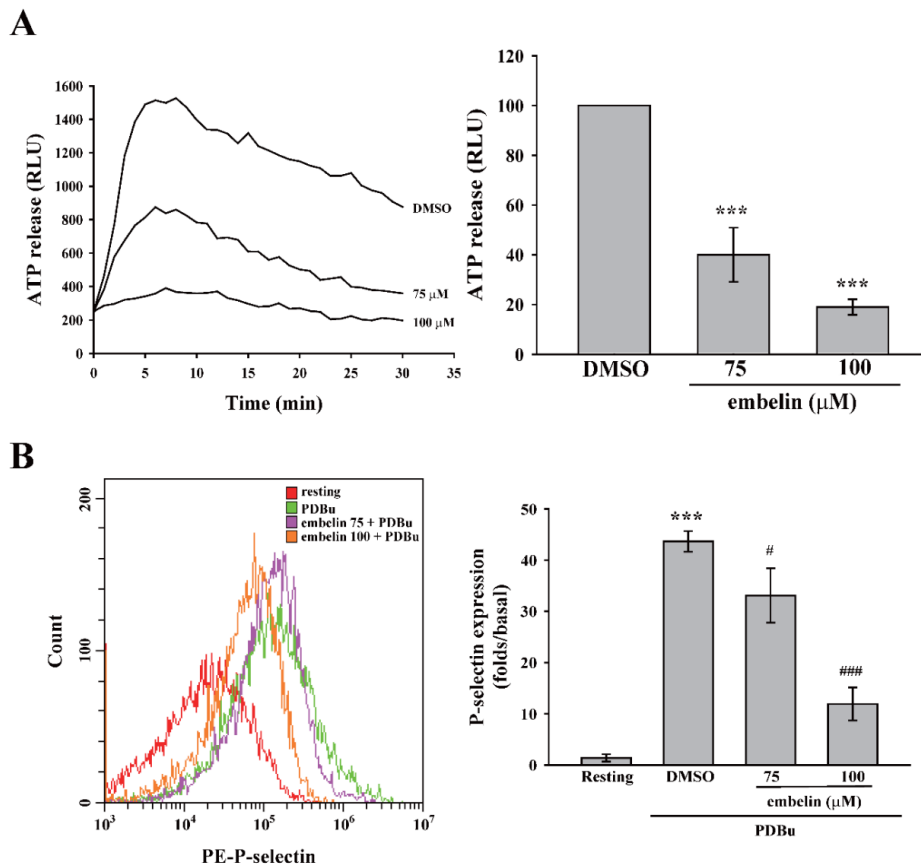 A
1600
1400
1200
1000
800
600
400
200
0
ATP release (RLU)
DMSO
75 μM
100 μM
0 5 10 15 20 25 30 35
Time (min)
120
100
80
60
40
20
0
ATP release (RLU)
***
***
DMSO 75 100
embelin (μM)
B
200
100
0
Count
resting
PDBu
embelin 75 + PDBu
embelin 100 + PDBu
10³ 10⁴ 10⁵ 10⁶ 10⁷
PE-P-selectin
50
40
30
20
10
0
P-selectin expression
(folds/basal)
***
#
###
Resting DMSO 75 100
embelin (μM)
PDBu